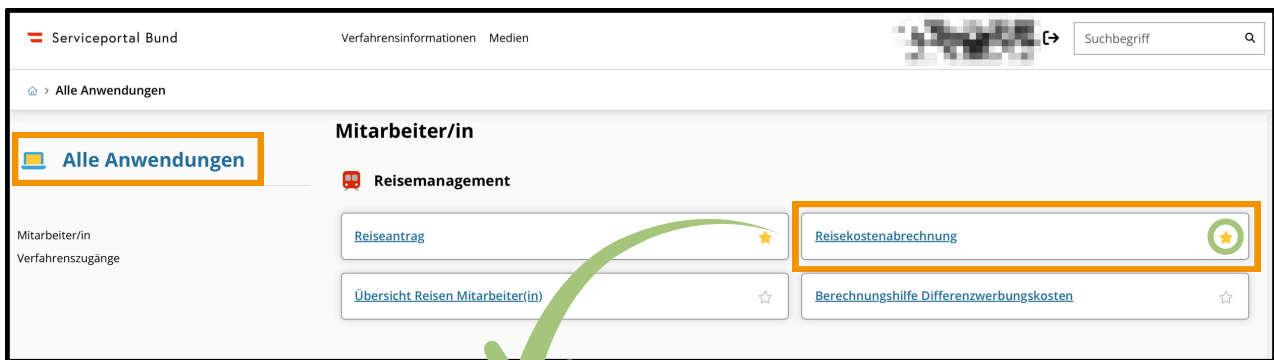 Serviceportal Bund
Verfahrensinformationen Medien
Suchbegriff
> Alle Anwendungen
Alle Anwendungen
Mitarbeiter/in
Verfahrenszugänge
Mitarbeiter/in
Reisemanagement
Reiseantrag
Reisekostenabrechnung
Übersicht Reisen Mitarbeiter(in)
Berechnungshilfe Differenzwerbungskosten